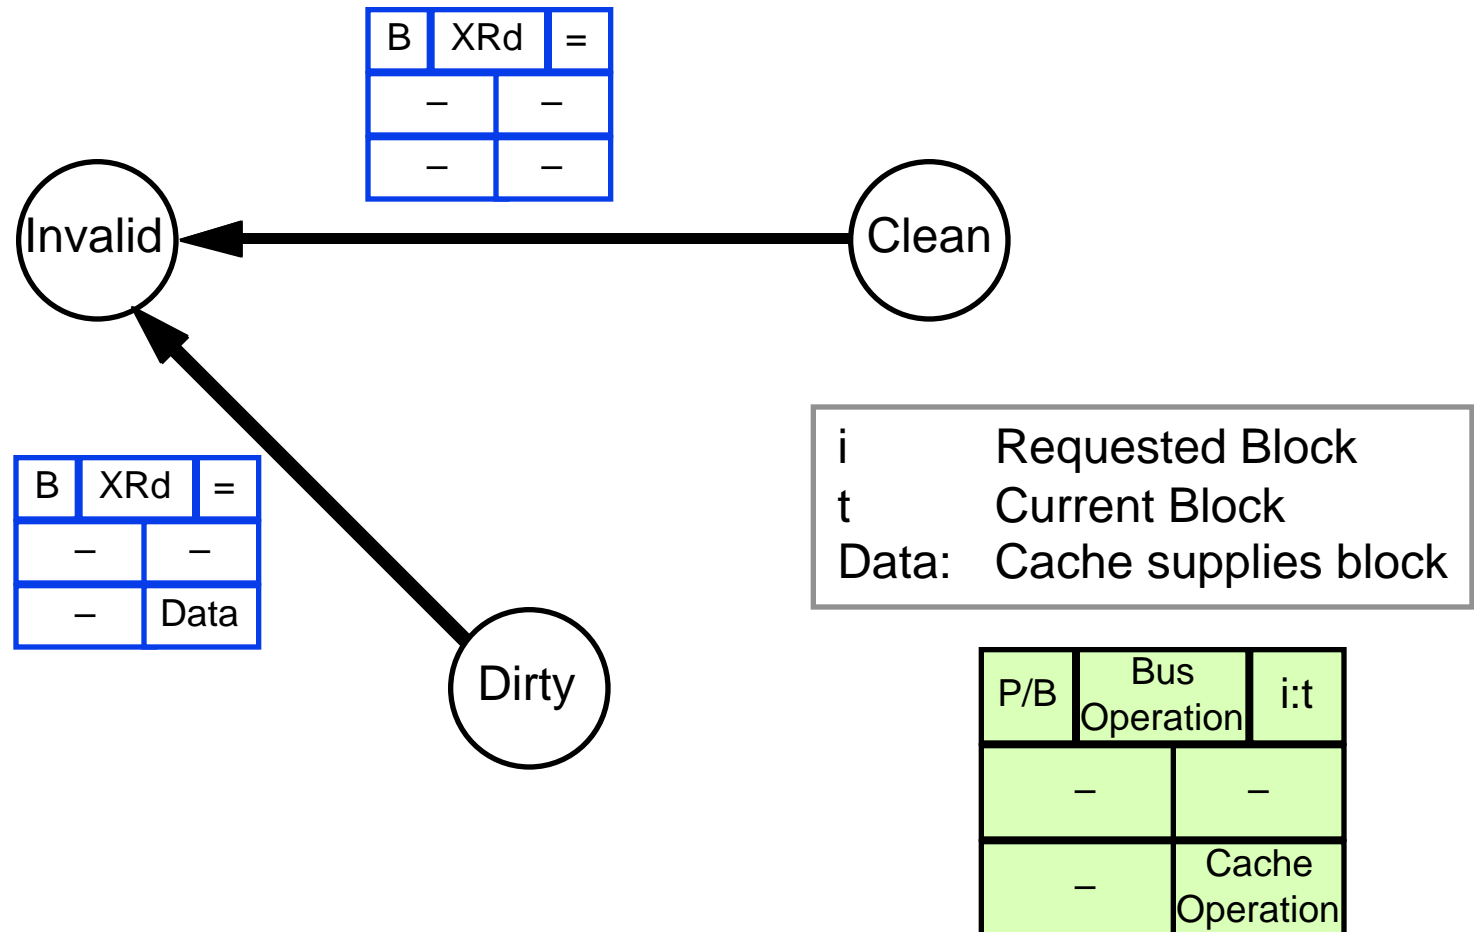 B XRd =
– –
– –
Invalid
Clean
B XRd =
– –
– Data
Dirty
i Requested Block
t Current Block
Data: Cache supplies block
P/B Bus Operation i:t
– –
– Cache Operation